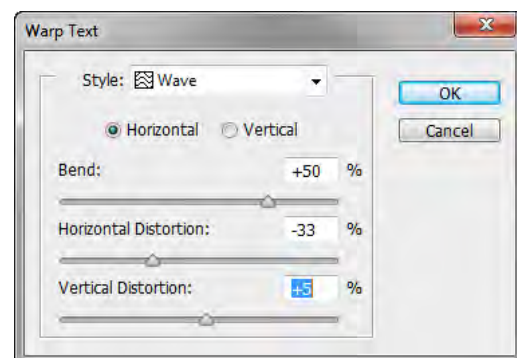 Warp Text
Style: Wave
OK
Horizontal Vertical
Cancel
Bend: +50 %
Horizontal Distortion: -33 %
Vertical Distortion: +5 %